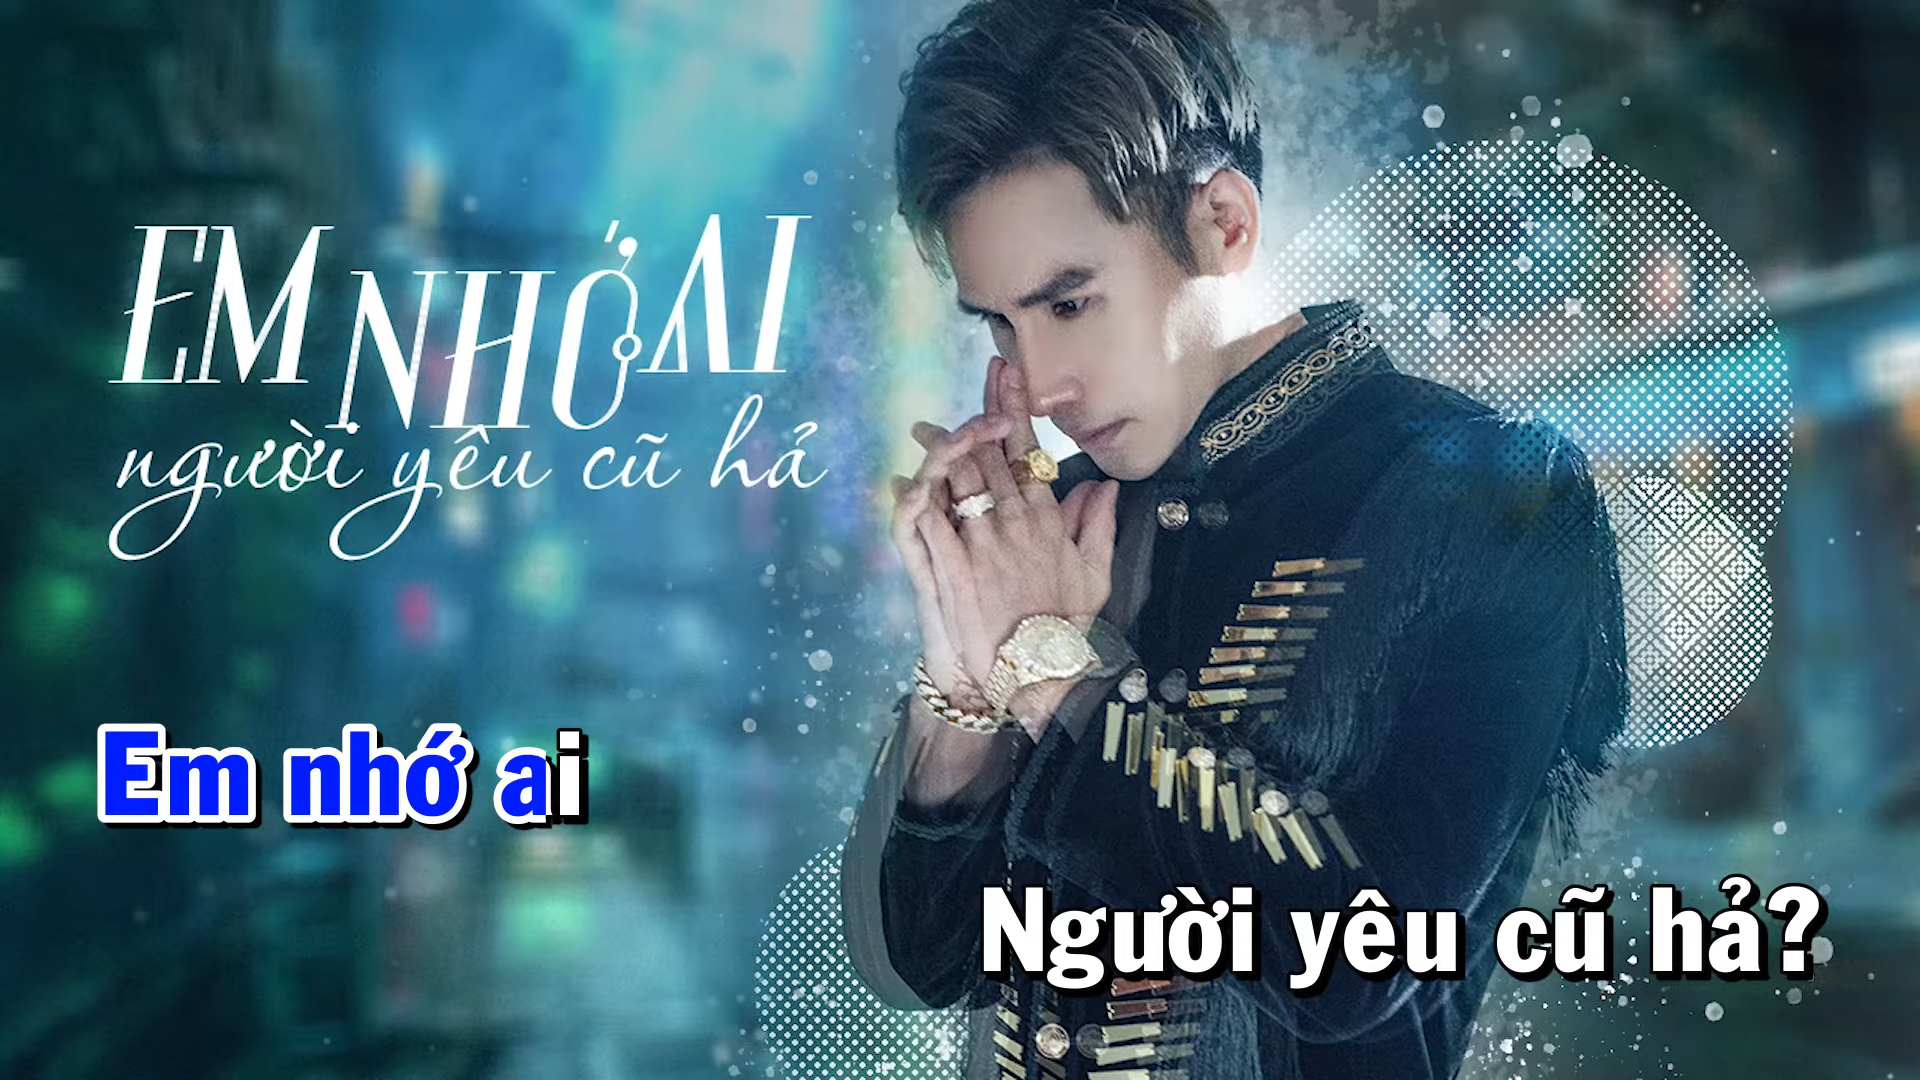 EM NHỚ AI
người yêu cũ hả
Em nhớ ai
Người yêu cũ hả?